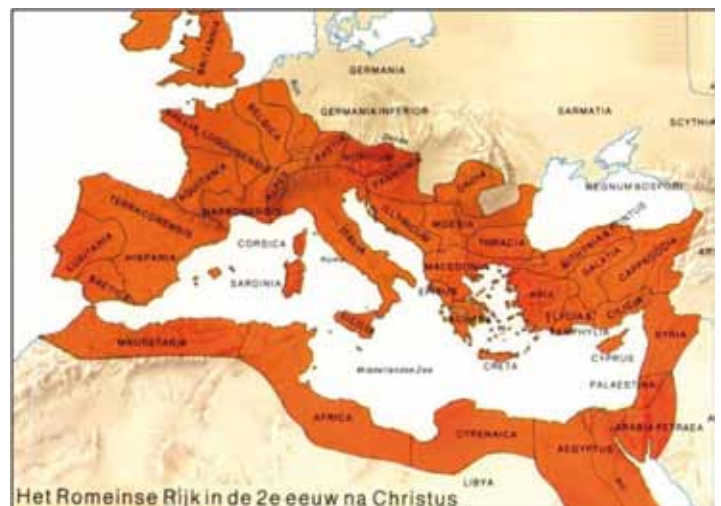 BRITANNIA
GERMANIA
BELGICA
GERMANIA INFERIOR
SARMATIA
SCYTHIA
AQUITANIA
RAETIA
NORICUM
PANNONIA
DACIA
REGNUM BOSPORI
NARBONENSIS
TERRACONENSIS
LUSITANIA
HISPANIA
BAETICA
CORSICA
SARDINIA
ITALIA
Roma
ILLYRICUM
MOESIA
THRACIA
MACEDONIA
EPIRUS
BITHYNIA & PONTUS
GALATIA
CAPPADOCIA
ASIA
LYCIA &
PAMPHYLIA
CILICIA
SICILIA
CRETA
CYPRUS
SYRIA
PALAESTINA
MAURETANIA
Middellandse Zee
AFRICA
CYRENAICA
AEGYPTUS
ARABIA PETRAEA
LIBYA
Het Romeinse Rijk in de 2e eeuw na Christus